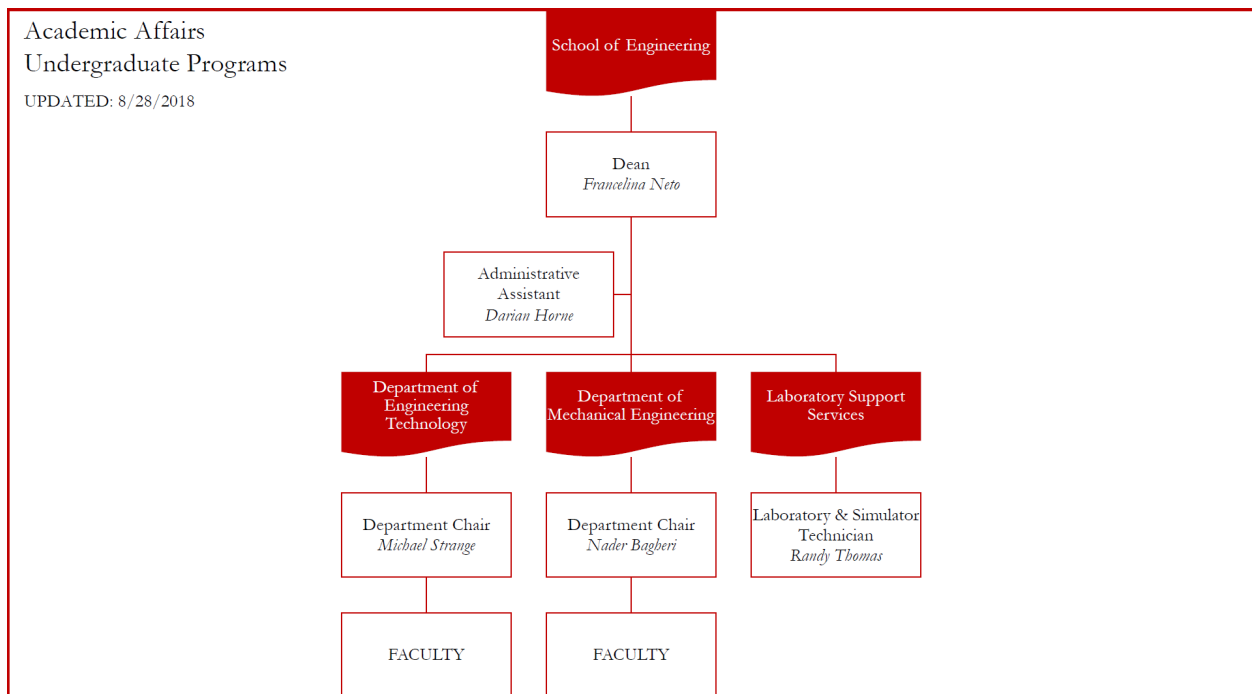 Academic Affairs
Undergraduate Programs
UPDATED: 8/28/2018
School of Engineering
Dean
Francelina Neto
Administrative
Assistant
Darian Horne
Department of
Engineering
Technology
Department of
Mechanical Engineering
Laboratory Support
Services
Department Chair
Michael Strange
Department Chair
Nader Bagheri
Laboratory & Simulator
Technician
Randy Thomas
FACULTY
FACULTY